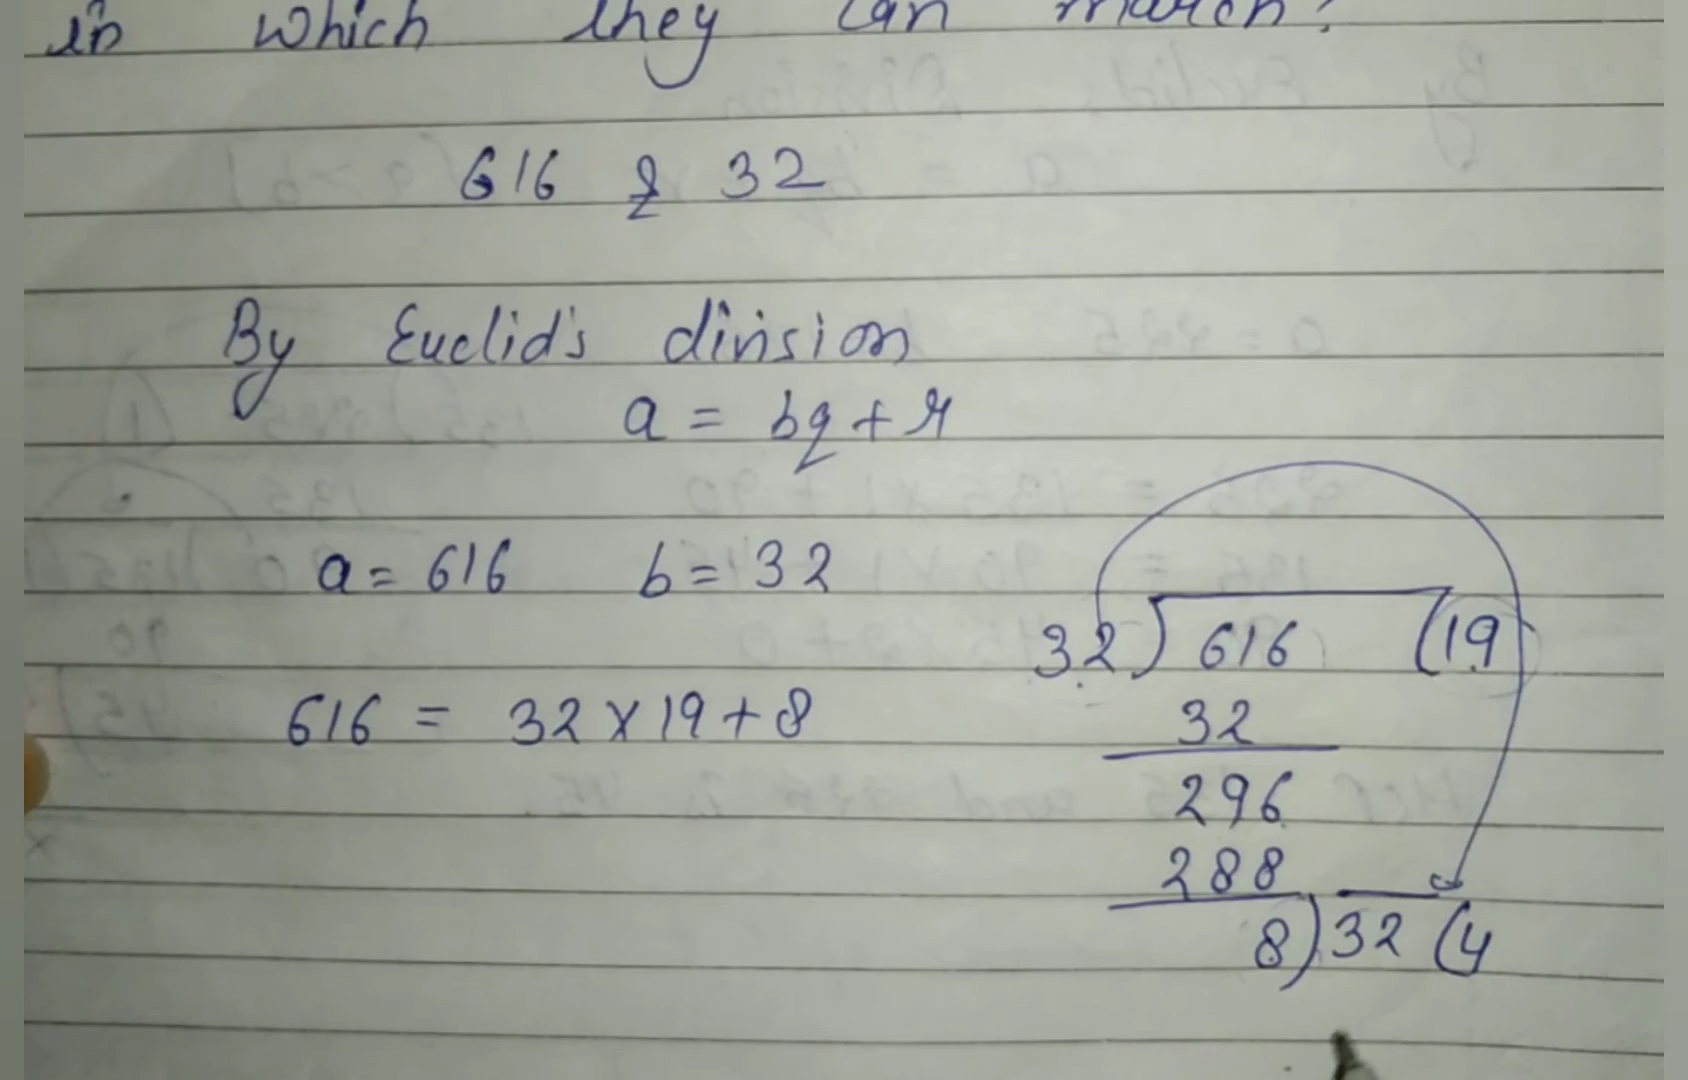 in which they can march?
616 & 32
By Euclid's division
a = bq + r
a = 616 b = 32
616 = 32 × 19 + 8
32) 616 (19
32
296
288
8) 32 (4